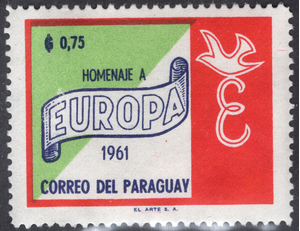 ₲ 0,75
HOMENAJE A
EUROPA
1961
CORREO DEL PARAGUAY
E
EL ARTE S. A.